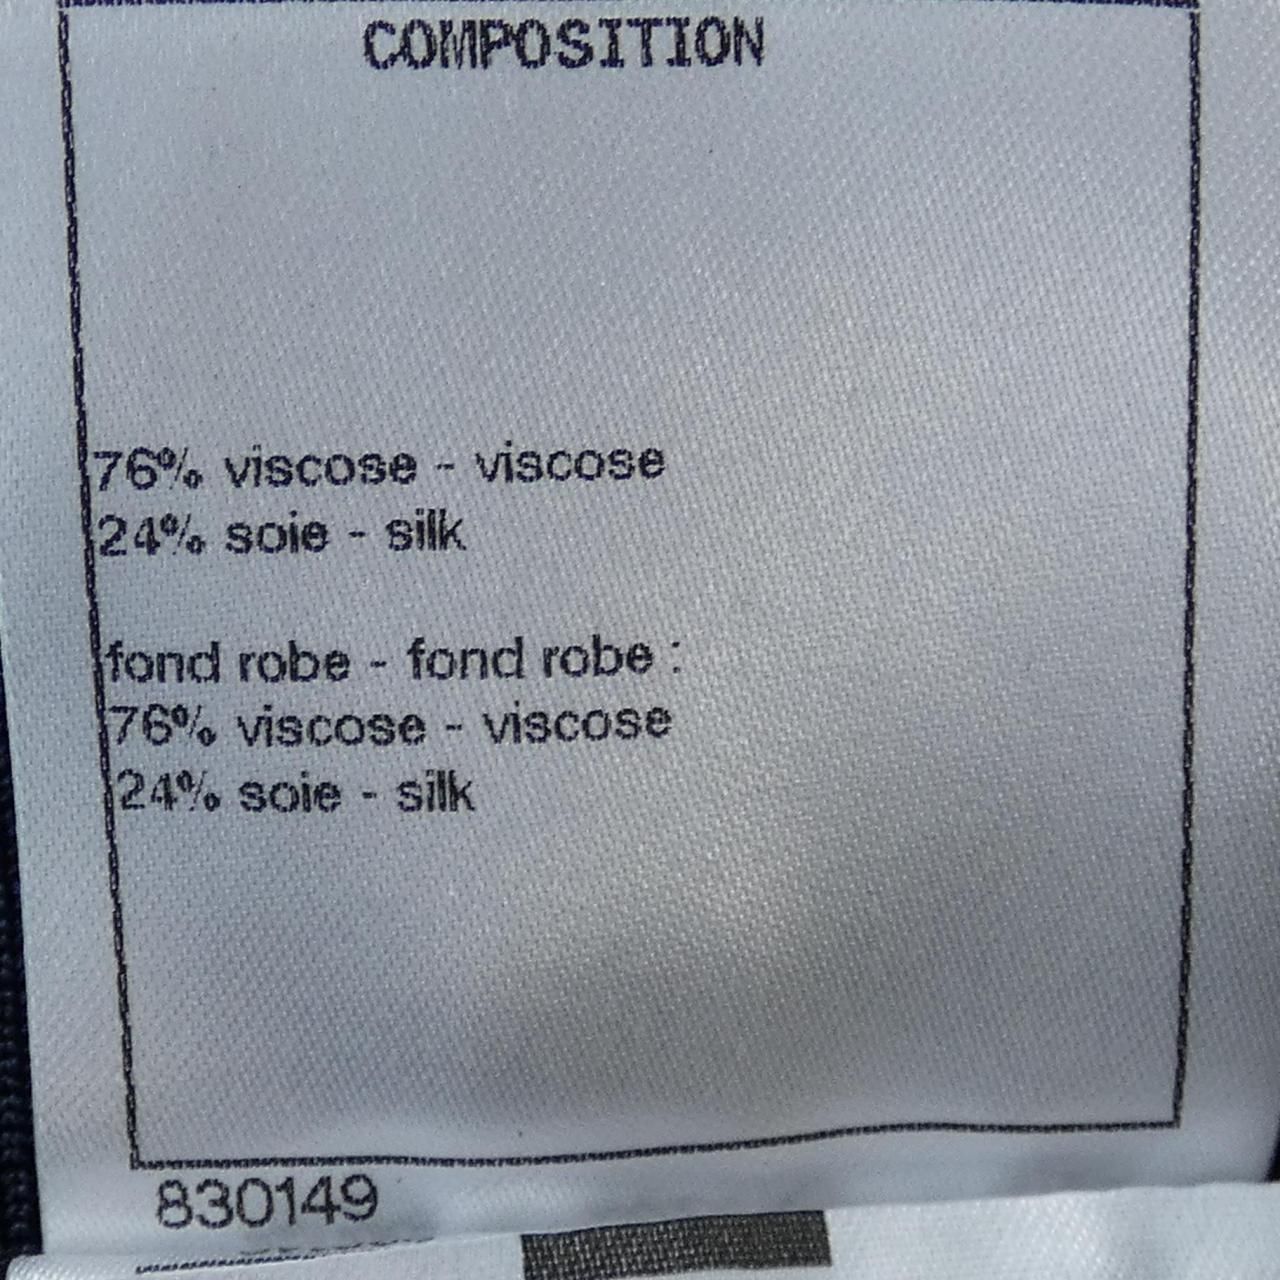 COMPOSITION
76% viscose - viscose
24% soie - silk
fond robe - fond robe :
76% viscose - viscose
24% soie - silk
830149